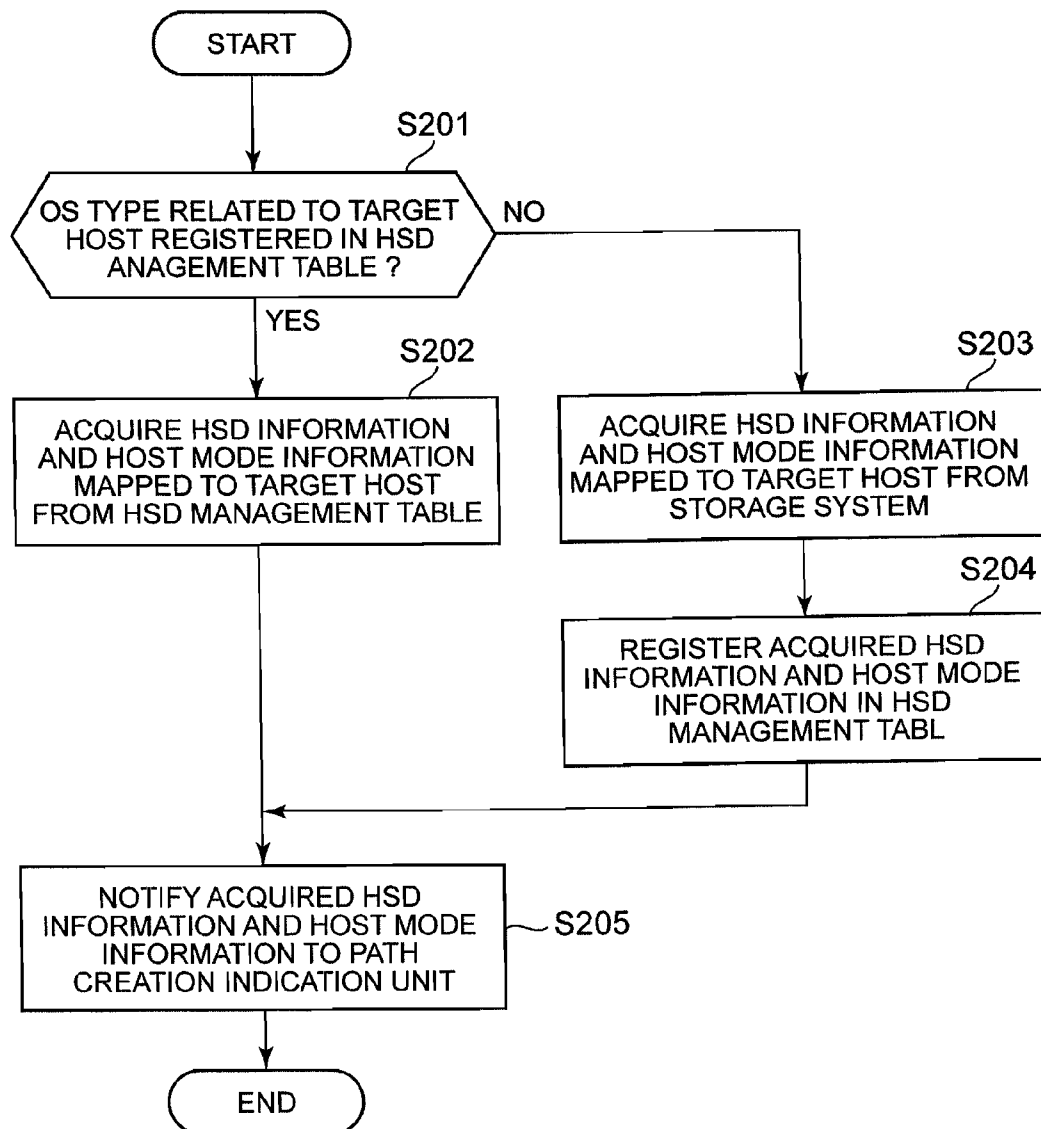 START
S201
OS TYPE RELATED TO TARGET
HOST REGISTERED IN HSD
ANAGEMENT TABLE ?
NO
YES
S202
ACQUIRE HSD INFORMATION
AND HOST MODE INFORMATION
MAPPED TO TARGET HOST
FROM HSD MANAGEMENT TABLE
S203
ACQUIRE HSD INFORMATION
AND HOST MODE INFORMATION
MAPPED TO TARGET HOST FROM
STORAGE SYSTEM
S204
REGISTER ACQUIRED HSD
INFORMATION AND HOST MODE
INFORMATION IN HSD
MANAGEMENT TABL
NOTIFY ACQUIRED HSD
INFORMATION AND HOST MODE
INFORMATION TO PATH
CREATION INDICATION UNIT
S205
END